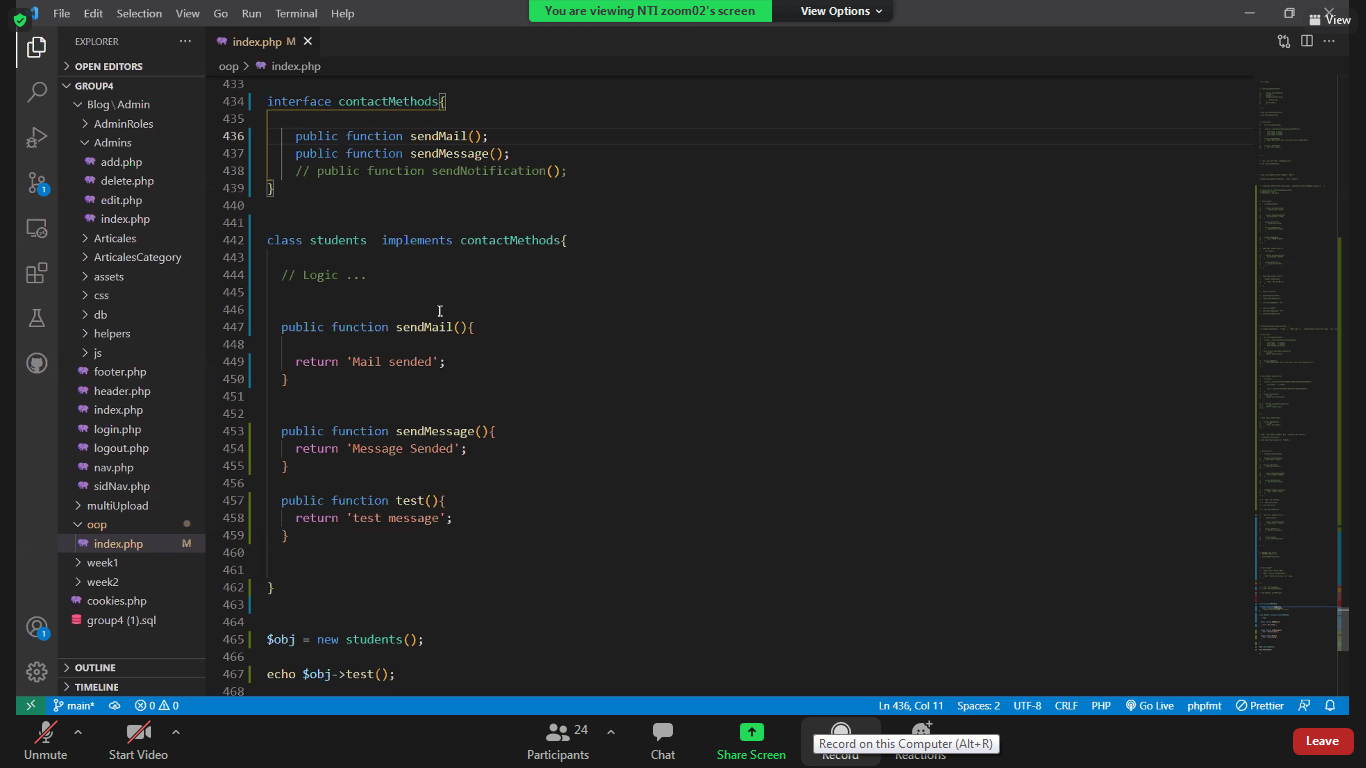 File Edit Selection View Go Run Terminal Help
You are viewing NTI zoom02's screen View Options
View
EXPLORER
index.php M
OPEN EDITORS
oop > index.php
GROUP4
Blog\Admin
AdminRoles
Admins
add.php
delete.php
edit.php
index.php
Articales
ArticalesCategory
assets
css
db
helpers
js
footer.php
header.php
index.php
login.php
logout.php
nav.php
sidNav.php
multiUpload
oop
index.php M
week1
week2
cookies.php
group4 (1).sql
OUTLINE
TIMELINE
1
1
433
434 interface contactMethods{
435
436 public function sendMail();
437 public function sendMessage();
438 // public function sendNotification();
439 }
440
441
442 class students  implements contactMethods{
443
444 // Logic ...
445
446
447 public function sendMail(){
448
449 return 'Mail sended';
450 }
451
452
453 public function sendMessage(){
454 return 'Message Sended';
455 }
456
457 public function test(){
458 return 'test message';
459 }
460
461
462 }
463
464
465 $obj = new students();
466
467 echo $obj->test();
468
main* 0 0 Ln 436, Col 11 Spaces: 2 UTF-8 CRLF PHP Go Live phpfmt Prettier
Unmute Start Video Participants 24 Chat Share Screen Record Reactions Leave
Record on this Computer (Alt+R)